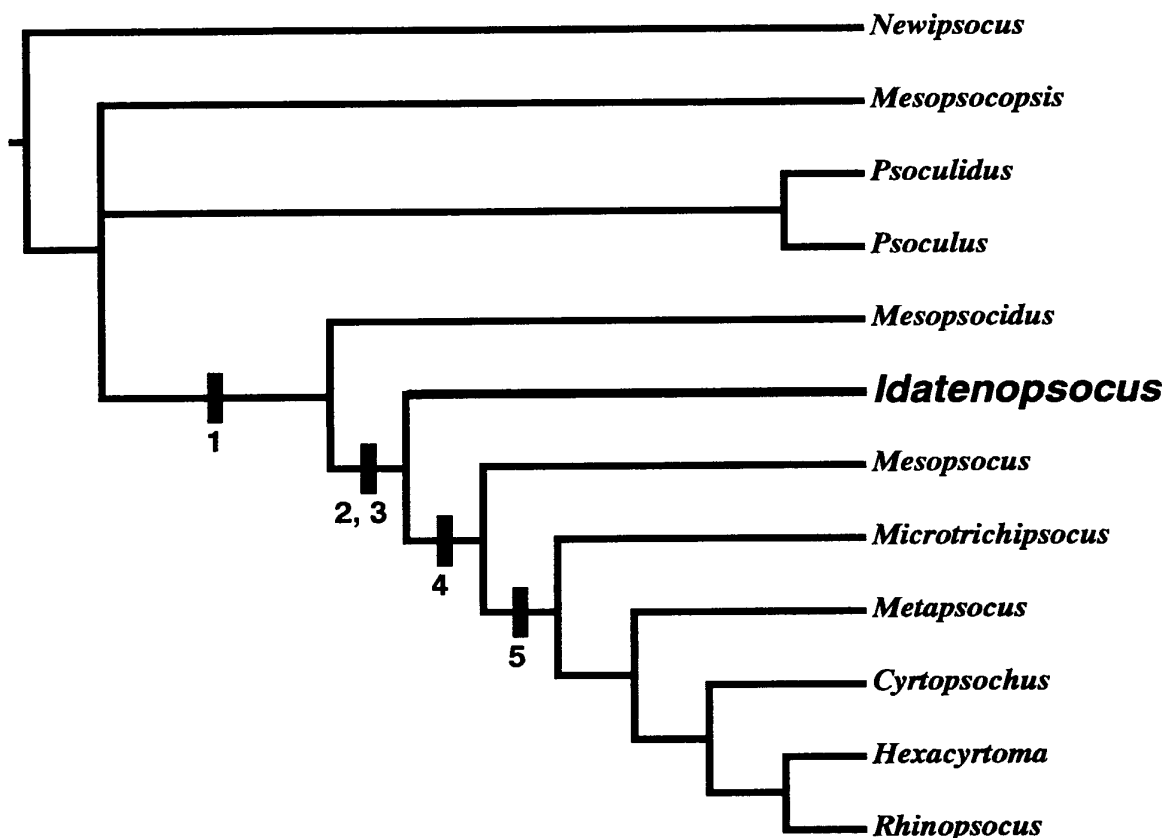 Newipsocus
Mesopsocopsis
Psoculidus
Psoculus
Mesopsocidus
Idatenopsocus
1
Mesopsocus
2, 3
Microtrichipsocus
4
Metapsocus
5
Cyrtopsochus
Hexacyrtoma
Rhinopsocus